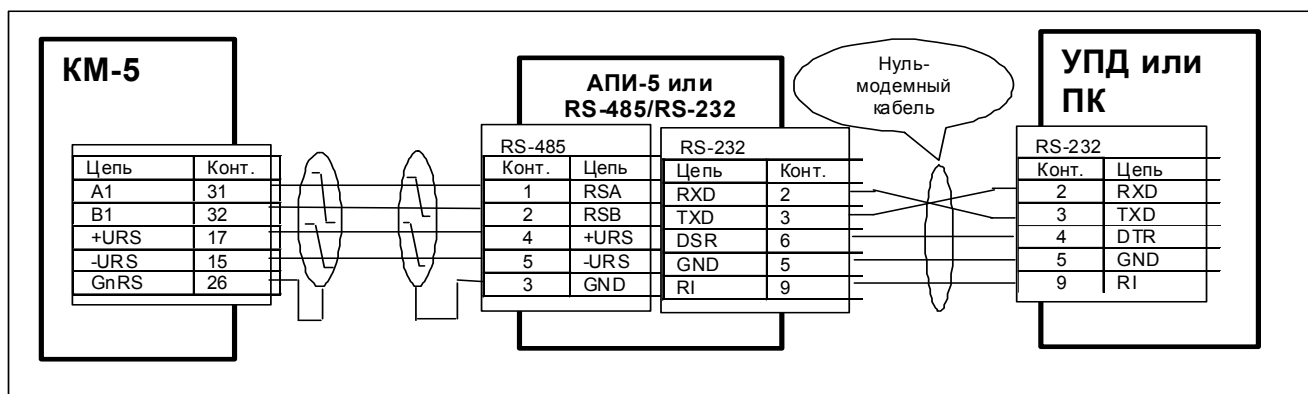 КМ-5
Цепь Конт.
A1 31
B1 32
+URS 17
-URS 15
GnRS 26
АПИ-5 или
RS-485/RS-232
RS-485
Конт. Цепь
1 RSA
2 RSB
4 +URS
5 -URS
3 GND
RS-232
Цепь Конт.
RXD 2
TXD 3
DSR 6
GND 5
RI 9
Нуль-
модемный
кабель
УПД или
ПК
RS-232
Конт. Цепь
2 RXD
3 TXD
4 DTR
5 GND
9 RI